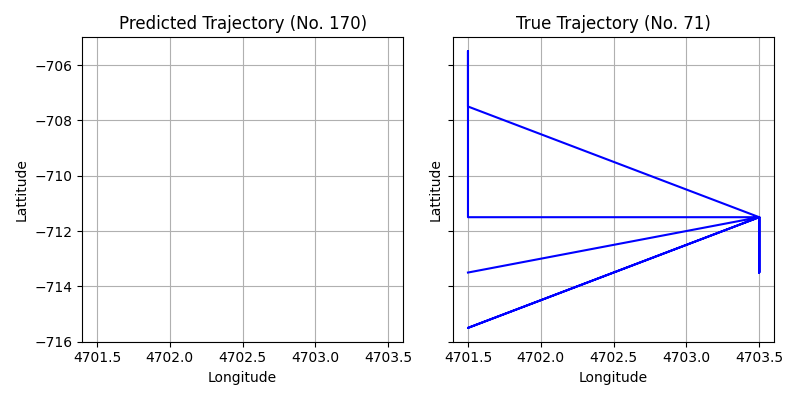 Predicted Trajectory (No. 170)
True Trajectory (No. 71)
−706
−708
−710
−712
−714
−716
Lattitude
Lattitude
4701.5 4702.0 4702.5 4703.0 4703.5
4701.5 4702.0 4702.5 4703.0 4703.5
Longitude
Longitude